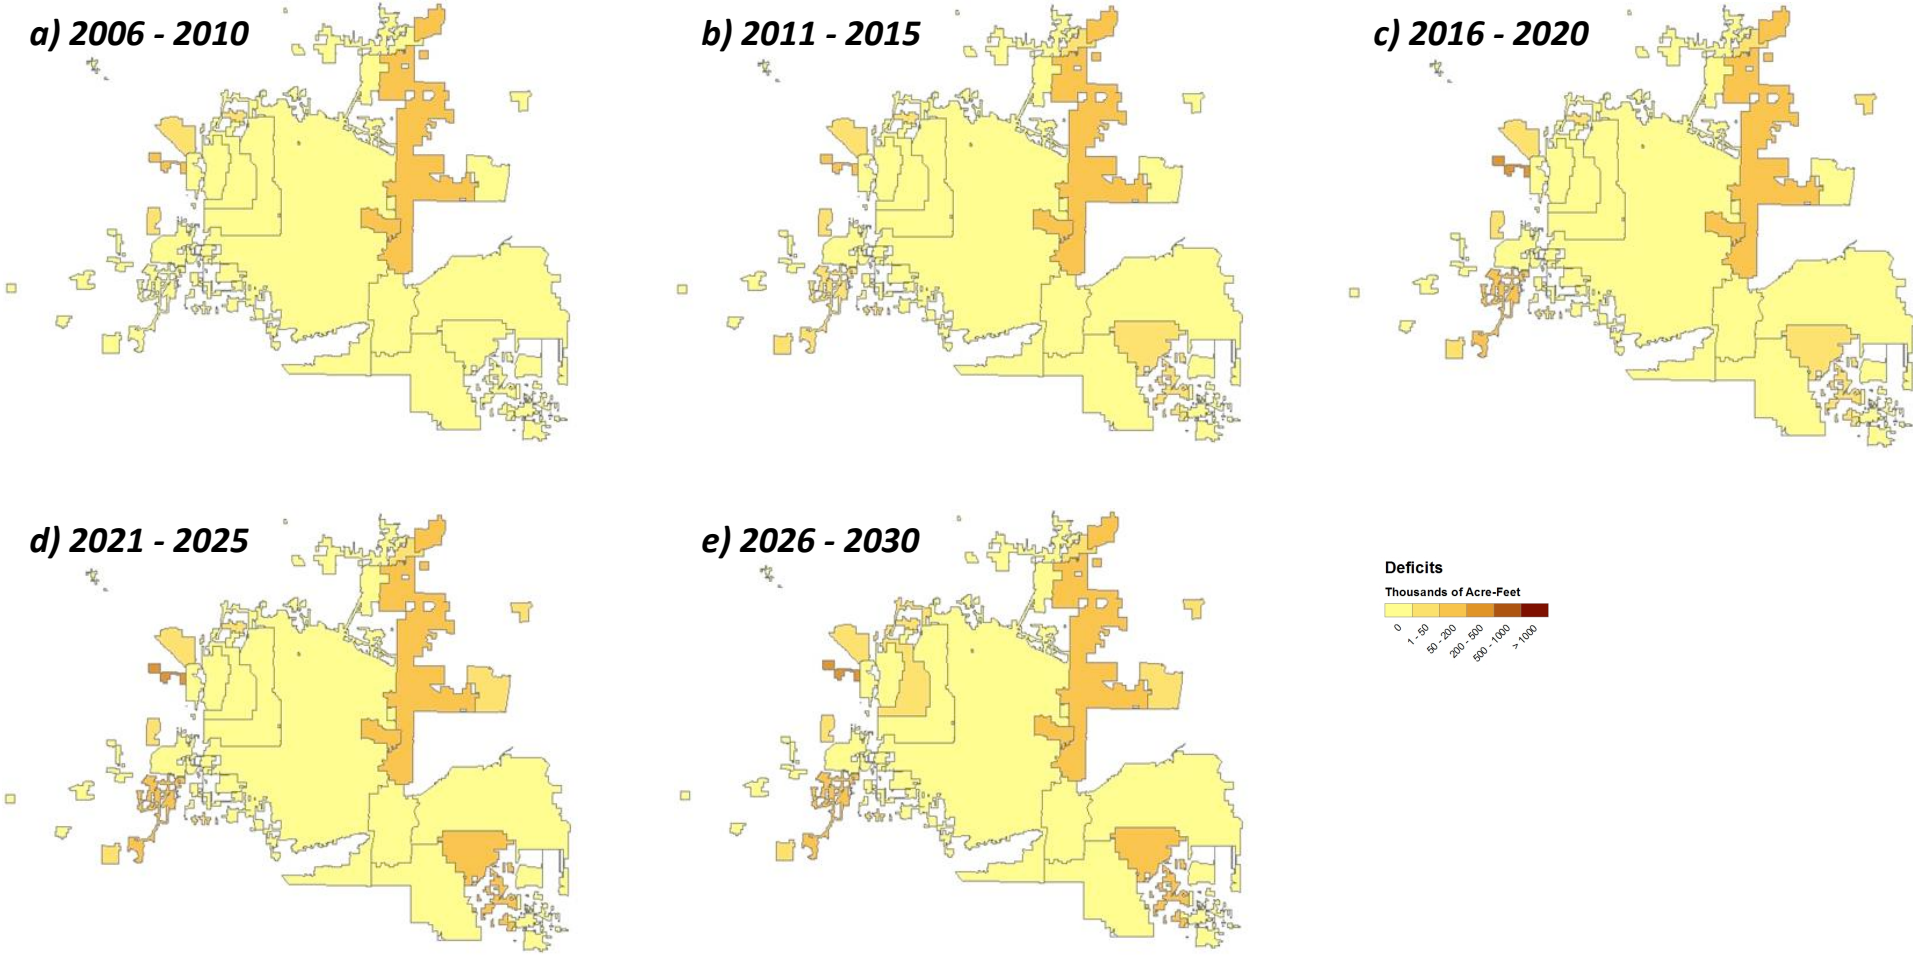 a) 2006 - 2010
b) 2011 - 2015
c) 2016 - 2020
d) 2021 - 2025
e) 2026 - 2030
Deficits
Thousands of Acre-Feet
0
1 - 50
50 - 200
200 - 500
500 - 1000
> 1000